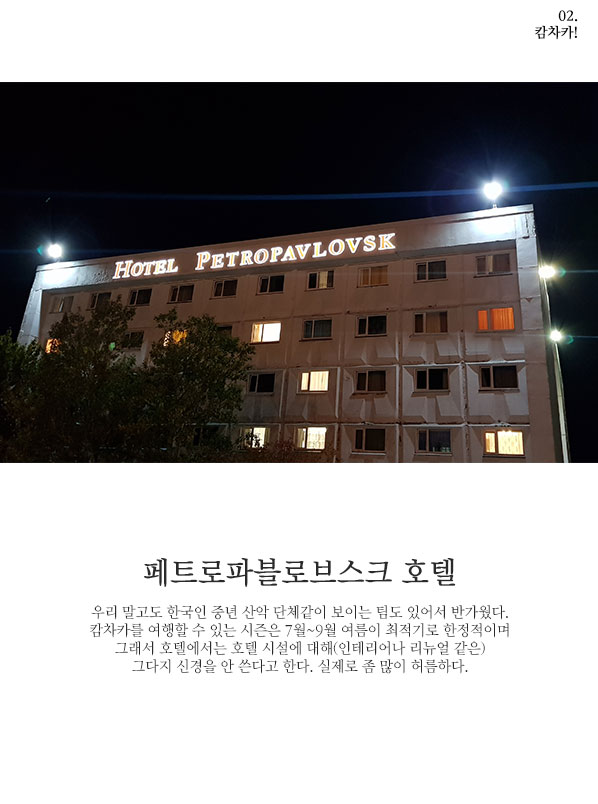 02.
캄차카!
HOTEL PETROPAVLOVSK
페트로파블로브스크 호텔
우리 말고도 한국인 중년 산악 단체같이 보이는 팀도 있어서 반가웠다.
캄차카를 여행할 수 있는 시즌은 7월~9월 여름이 최적기로 한정적이며
그래서 호텔에서는 호텔 시설에 대해(인테리어나 리뉴얼 같은)
그다지 신경을 안 쓴다고 한다. 실제로 좀 많이 허름하다.